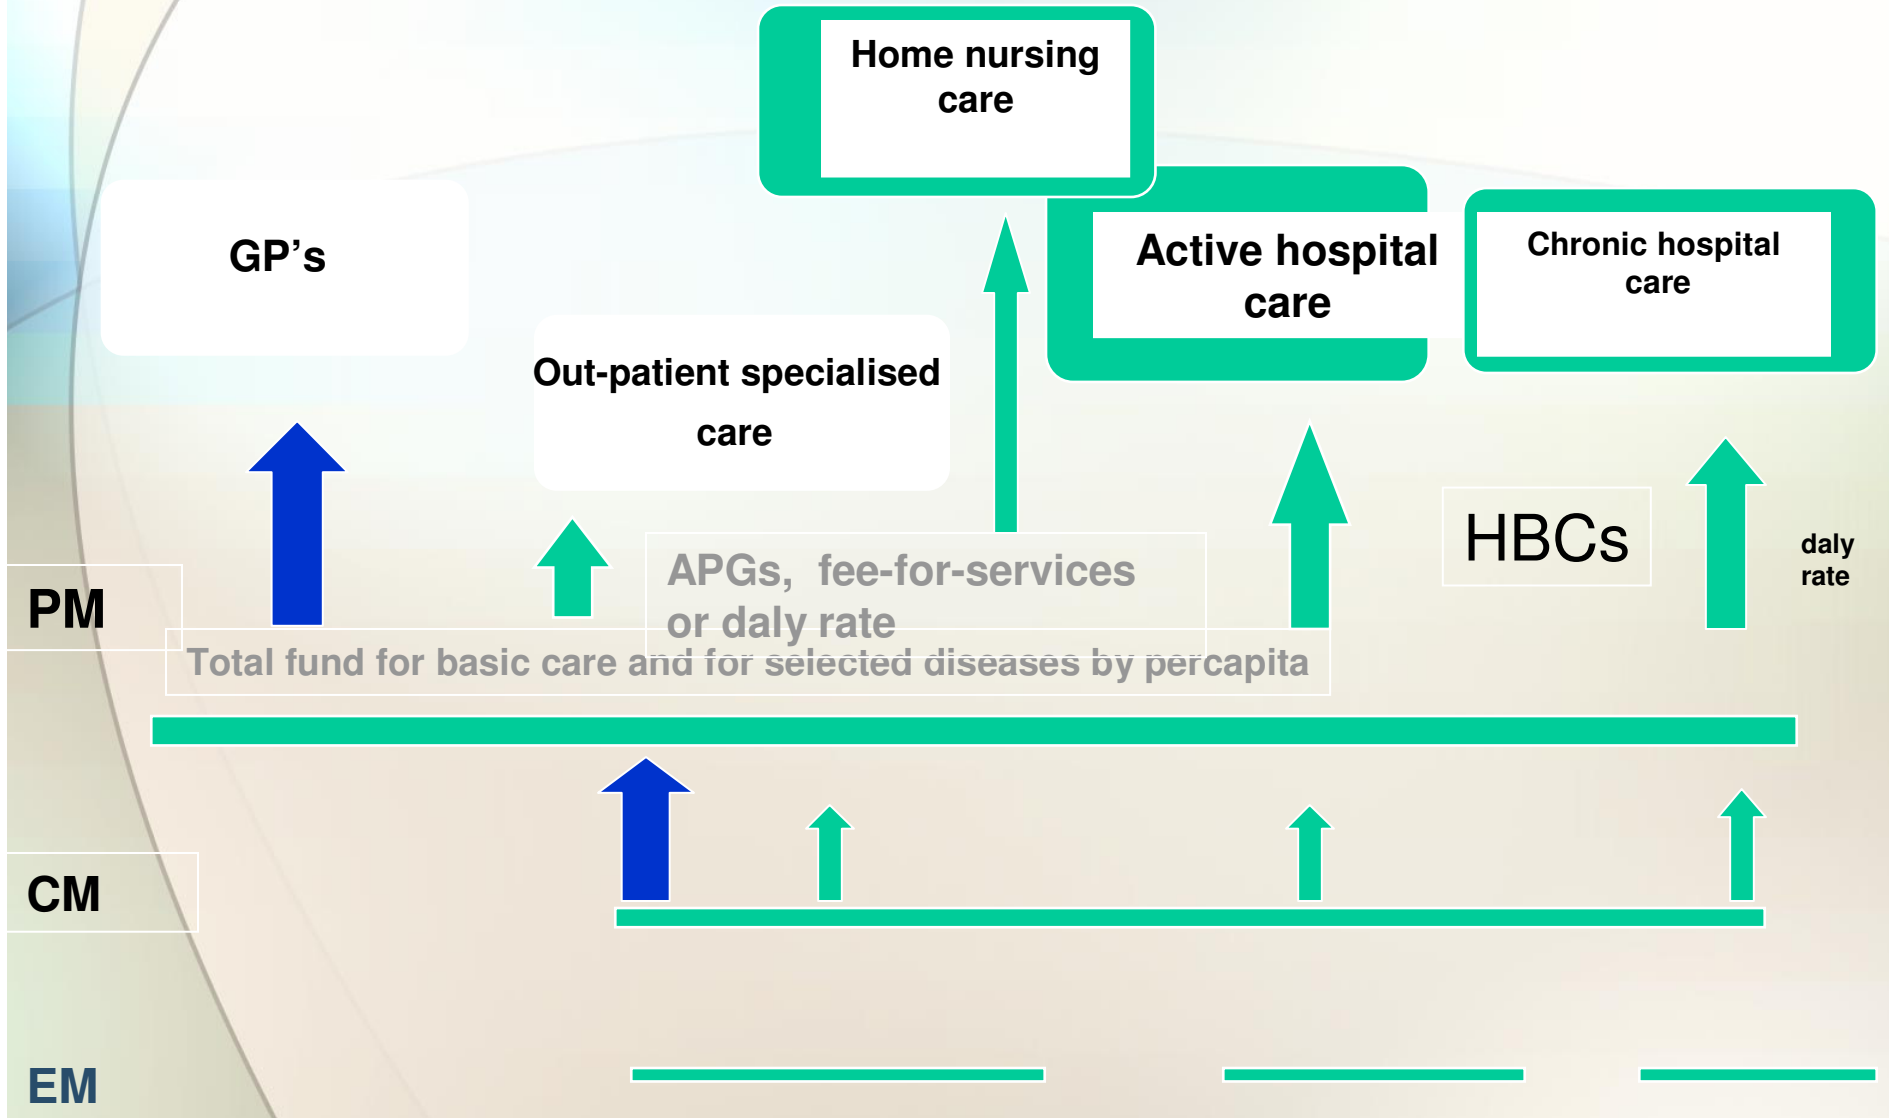 Home nursing
care
GP’s
Active hospital
care
Chronic hospital
care
Out-patient specialised
care
HBCs
daly
rate
APGs, fee-for-services
or daly rate
PM
Total fund for basic care and for selected diseases by percapita
CM
EM